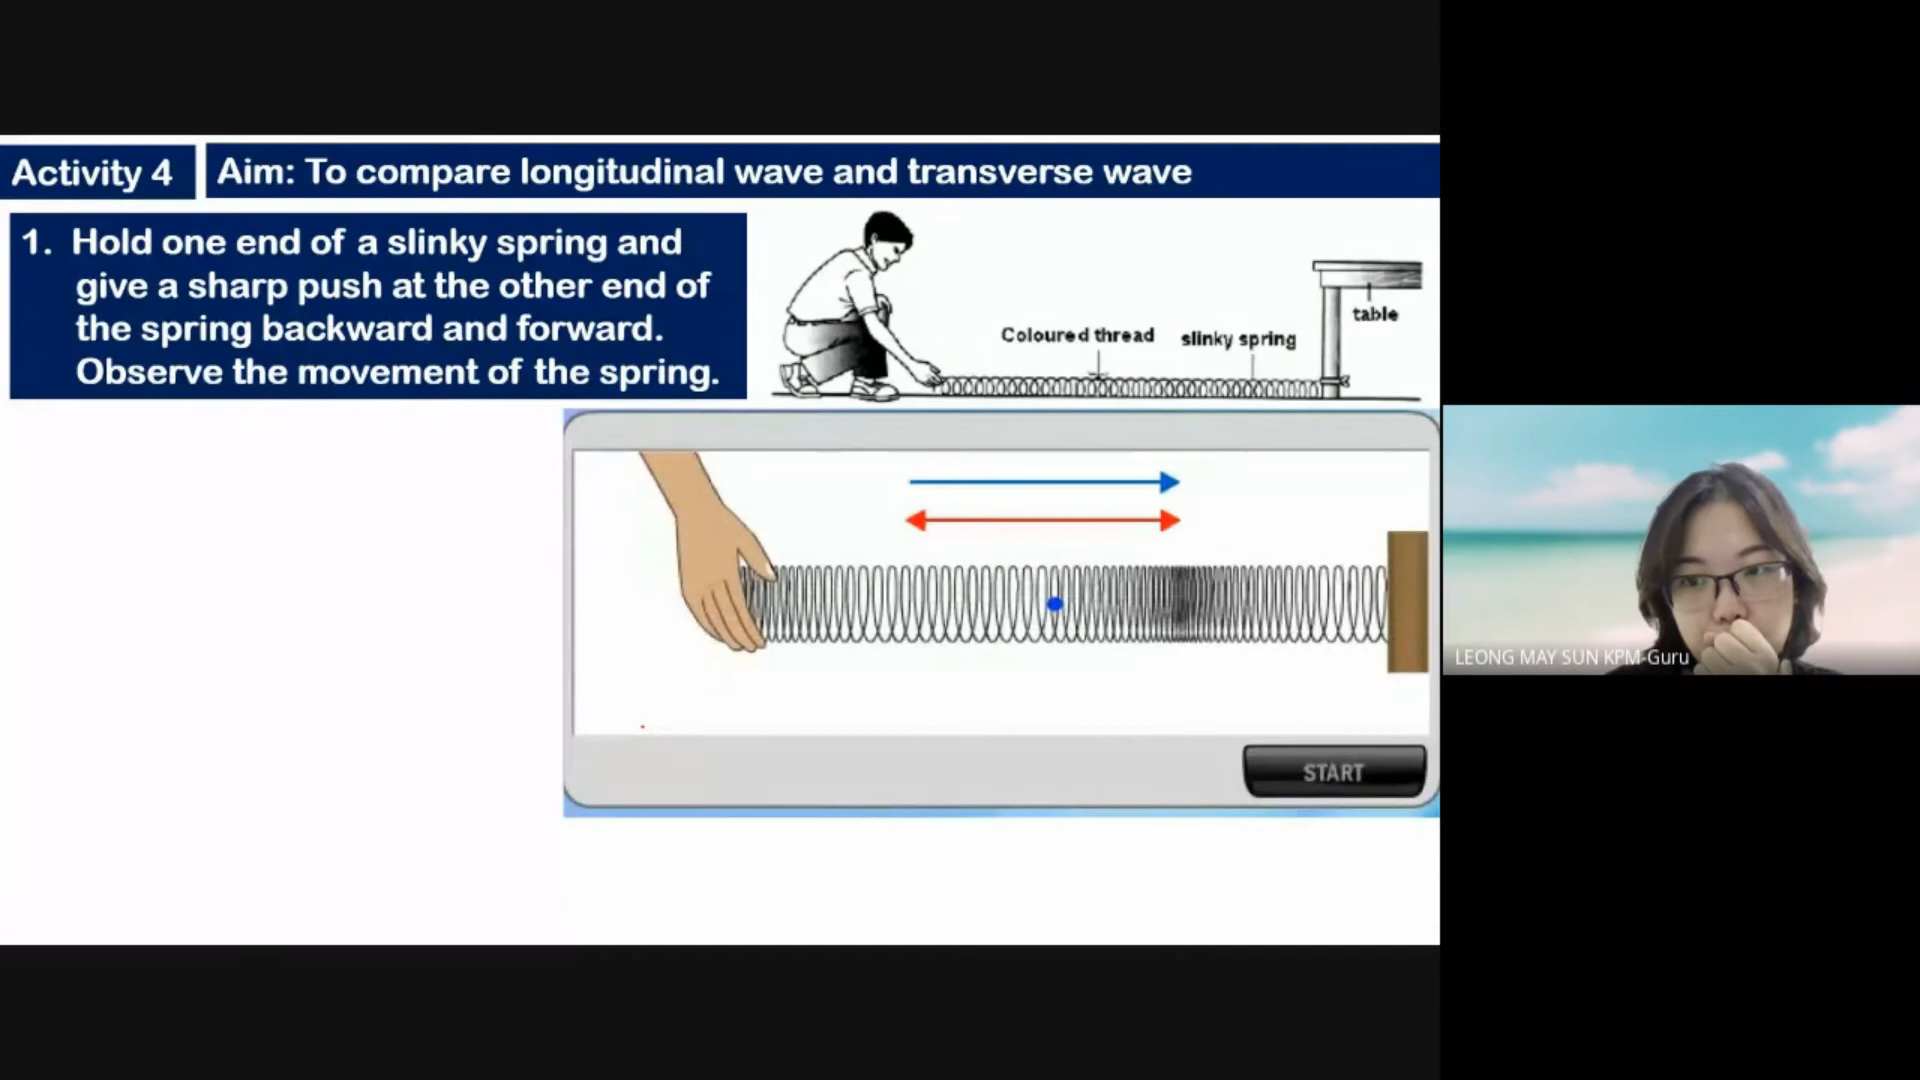 Activity 4
Aim: To compare longitudinal wave and transverse wave
1. Hold one end of a slinky spring and
give a sharp push at the other end of
the spring backward and forward.
Observe the movement of the spring.
table
Coloured thread
slinky spring
START
LEONG MAY SUN KPM-Guru